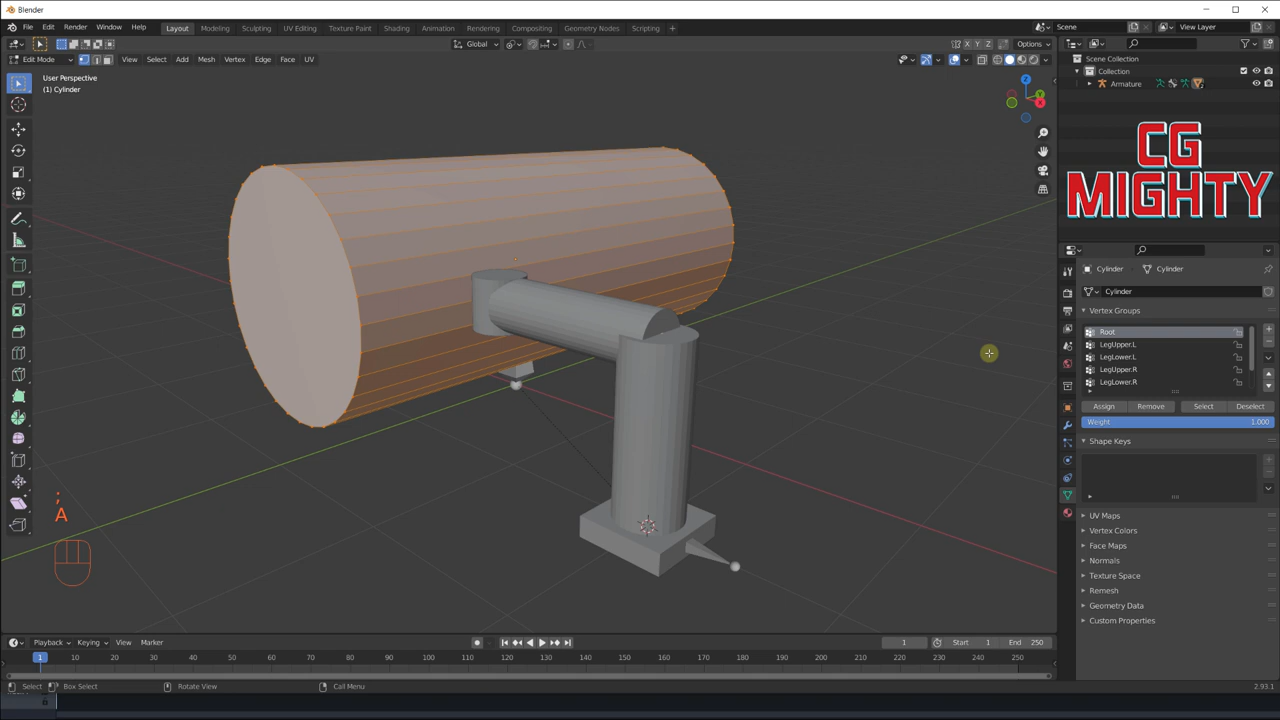 Blender
File Edit Render Window Help Layout Modeling Sculpting UV Editing Texture Paint Shading Animation Rendering Compositing Geometry Nodes Scripting + Scene View Layer
Global X Y Z Options
Edit Mode View Select Add Mesh Vertex Edge Face UV
Scene Collection
Collection
Armature
User Perspective
(1) Cylinder
Z
Y
X
CG
MIGHTY
Cylinder Cylinder
Cylinder
Vertex Groups
Root
LegUpper.L
LegLower.L
LegUpper.R
LegLower.R
Assign Remove Select Deselect
Weight 1.000
Shape Keys
UV Maps
Vertex Colors
Face Maps
Normals
Texture Space
Remesh
Geometry Data
Custom Properties
;
A
Playback Keying View Marker 1 Start 1 End 250
1 10 20 30 40 50 60 70 80 90 100 110 120 130 140 150 160 170 180 190 200 210 220 230 240 250
Select Box Select Rotate View Call Menu 2.93.1